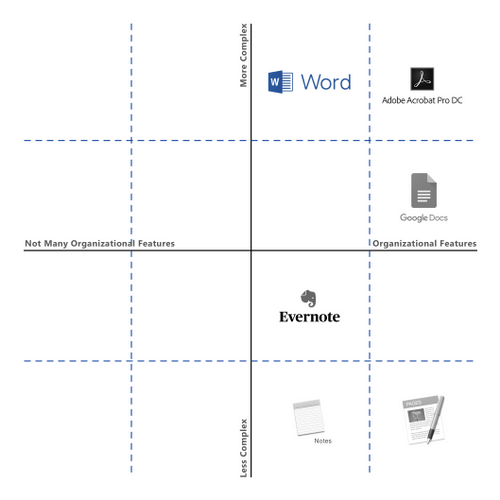 More Complex
W
Word
Adobe Acrobat Pro DC
Google Docs
Not Many Organizational Features
Organizational Features
Evernote
Less Complex
Notes
PAGES